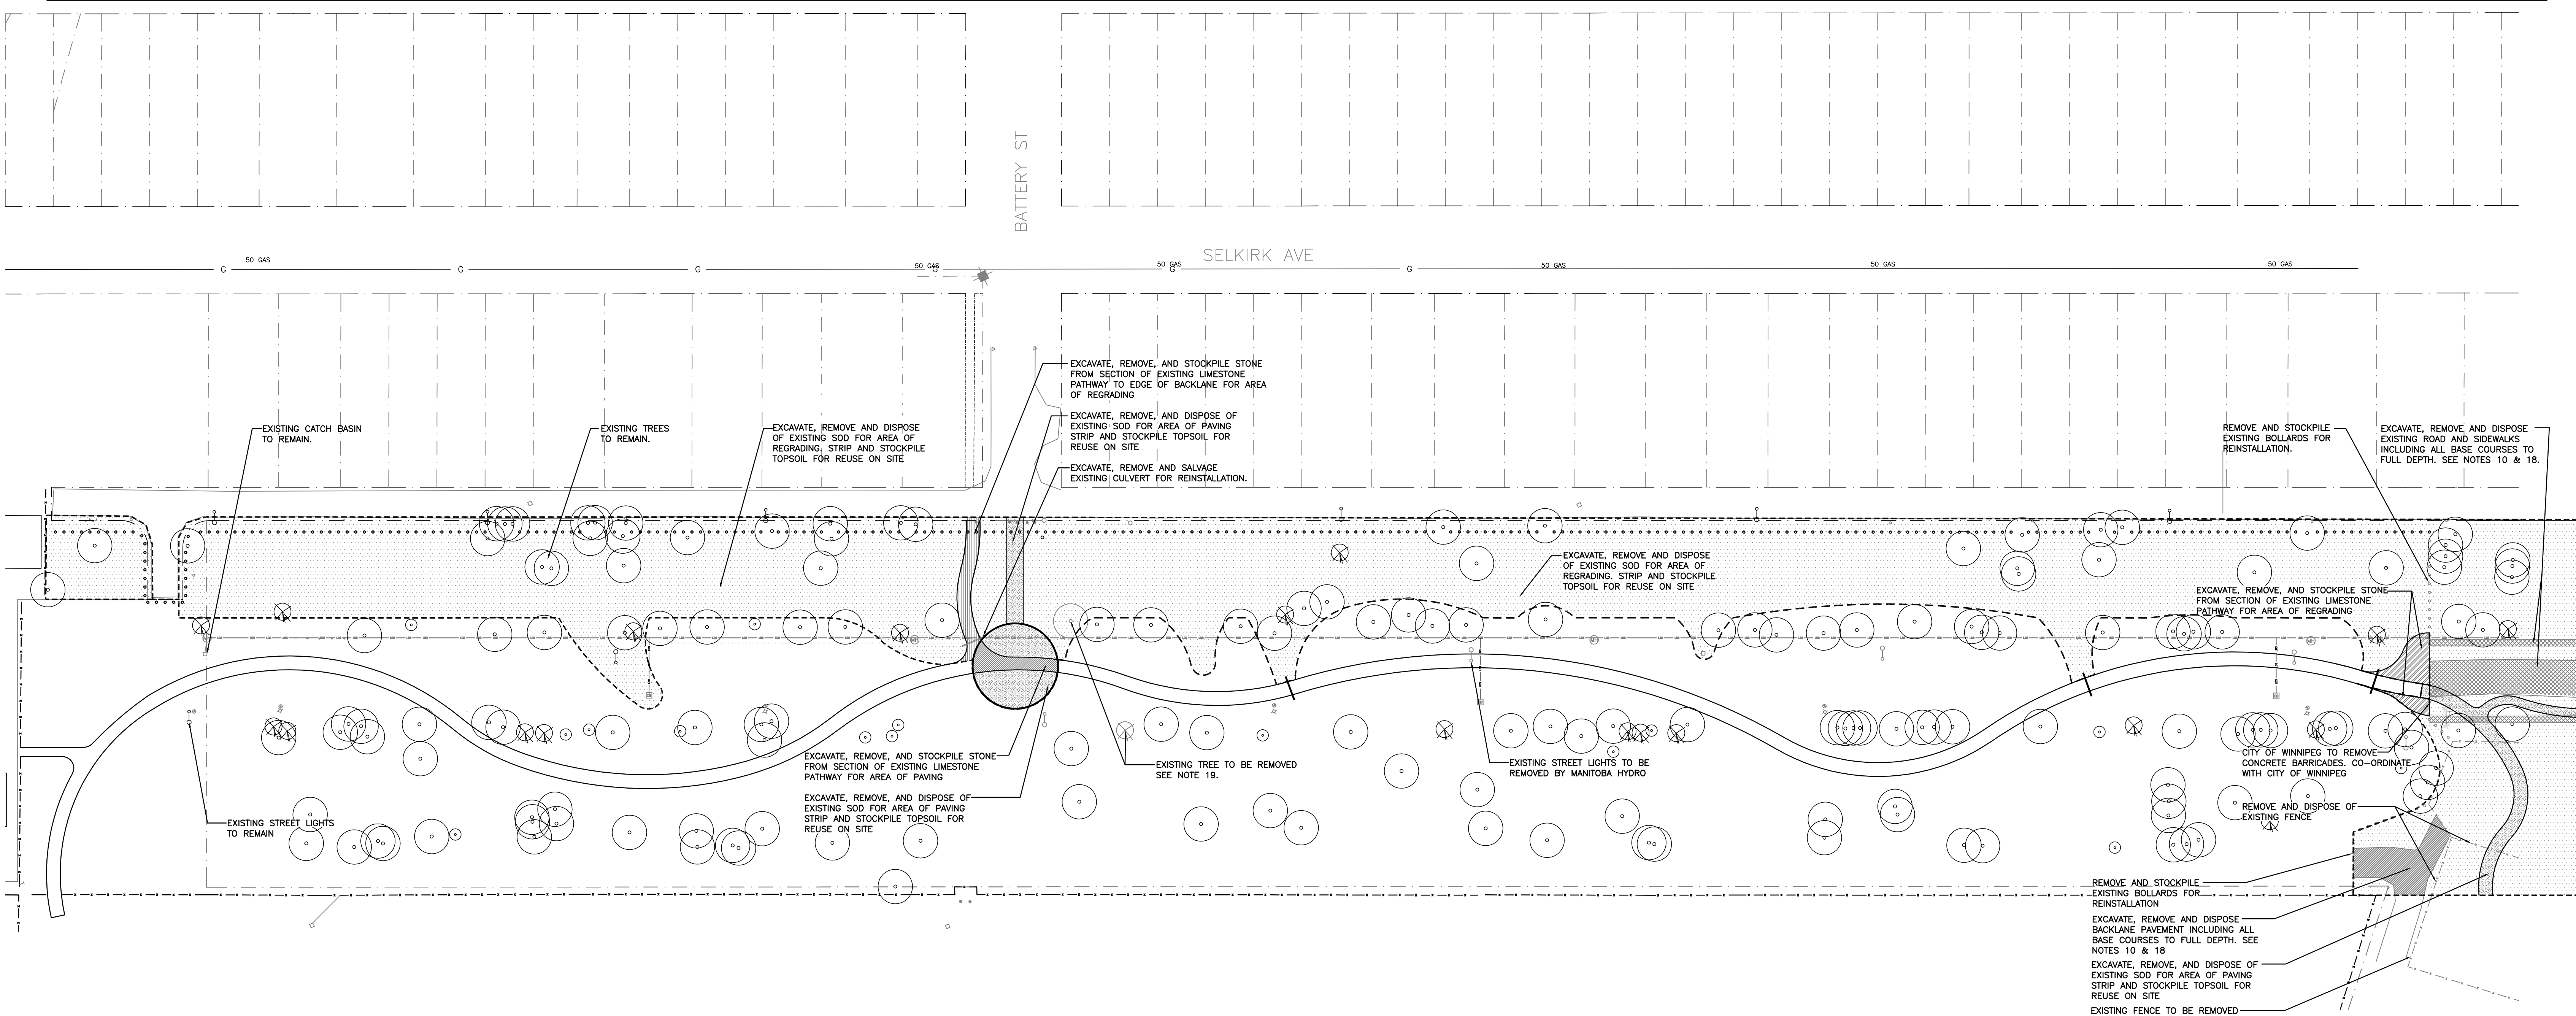 BATTERY ST
SELKIRK AVE
50 GAS
G
G
G
50 GAS
G
50 GAS
G
G
50 GAS
50 GAS
50 GAS
EXCAVATE, REMOVE, AND STOCKPILE STONE
FROM SECTION OF EXISTING LIMESTONE
PATHWAY TO EDGE OF BACKLANE FOR AREA
OF REGRADING
EXCAVATE, REMOVE, AND DISPOSE OF
EXISTING SOD FOR AREA OF PAVING
STRIP AND STOCKPILE TOPSOIL FOR
REUSE ON SITE
EXCAVATE, REMOVE AND SALVAGE
EXISTING CULVERT FOR REINSTALLATION.
EXISTING CATCH BASIN
TO REMAIN.
EXISTING TREES
TO REMAIN.
EXCAVATE, REMOVE AND DISPOSE
OF EXISTING SOD FOR AREA OF
REGRADING. STRIP AND STOCKPILE
TOPSOIL FOR REUSE ON SITE
REMOVE AND STOCKPILE
EXISTING BOLLARDS FOR
REINSTALLATION.
EXCAVATE, REMOVE AND DISPOSE
EXISTING ROAD AND SIDEWALKS
INCLUDING ALL BASE COURSES TO
FULL DEPTH. SEE NOTES 10 & 18.
EXCAVATE, REMOVE AND DISPOSE
OF EXISTING SOD FOR AREA OF
REGRADING. STRIP AND STOCKPILE
TOPSOIL FOR REUSE ON SITE
EXCAVATE, REMOVE, AND STOCKPILE STONE
FROM SECTION OF EXISTING LIMESTONE
PATHWAY FOR AREA OF REGRADING
EXCAVATE, REMOVE, AND STOCKPILE STONE
FROM SECTION OF EXISTING LIMESTONE
PATHWAY FOR AREA OF PAVING
EXISTING TREE TO BE REMOVED
SEE NOTE 19.
EXISTING STREET LIGHTS TO BE
REMOVED BY MANITOBA HYDRO
CITY OF WINNIPEG TO REMOVE
CONCRETE BARRICADES. CO-ORDINATE
WITH CITY OF WINNIPEG
EXCAVATE, REMOVE, AND DISPOSE OF
EXISTING SOD FOR AREA OF PAVING
STRIP AND STOCKPILE TOPSOIL FOR
REUSE ON SITE
EXISTING STREET LIGHTS
TO REMAIN
REMOVE AND DISPOSE OF
EXISTING FENCE
REMOVE AND STOCKPILE
EXISTING BOLLARDS FOR
REINSTALLATION
EXCAVATE, REMOVE AND DISPOSE
BACKLANE PAVEMENT INCLUDING ALL
BASE COURSES TO FULL DEPTH. SEE
NOTES 10 & 18
EXCAVATE, REMOVE, AND DISPOSE OF
EXISTING SOD FOR AREA OF PAVING
STRIP AND STOCKPILE TOPSOIL FOR
REUSE ON SITE
EXISTING FENCE TO BE REMOVED